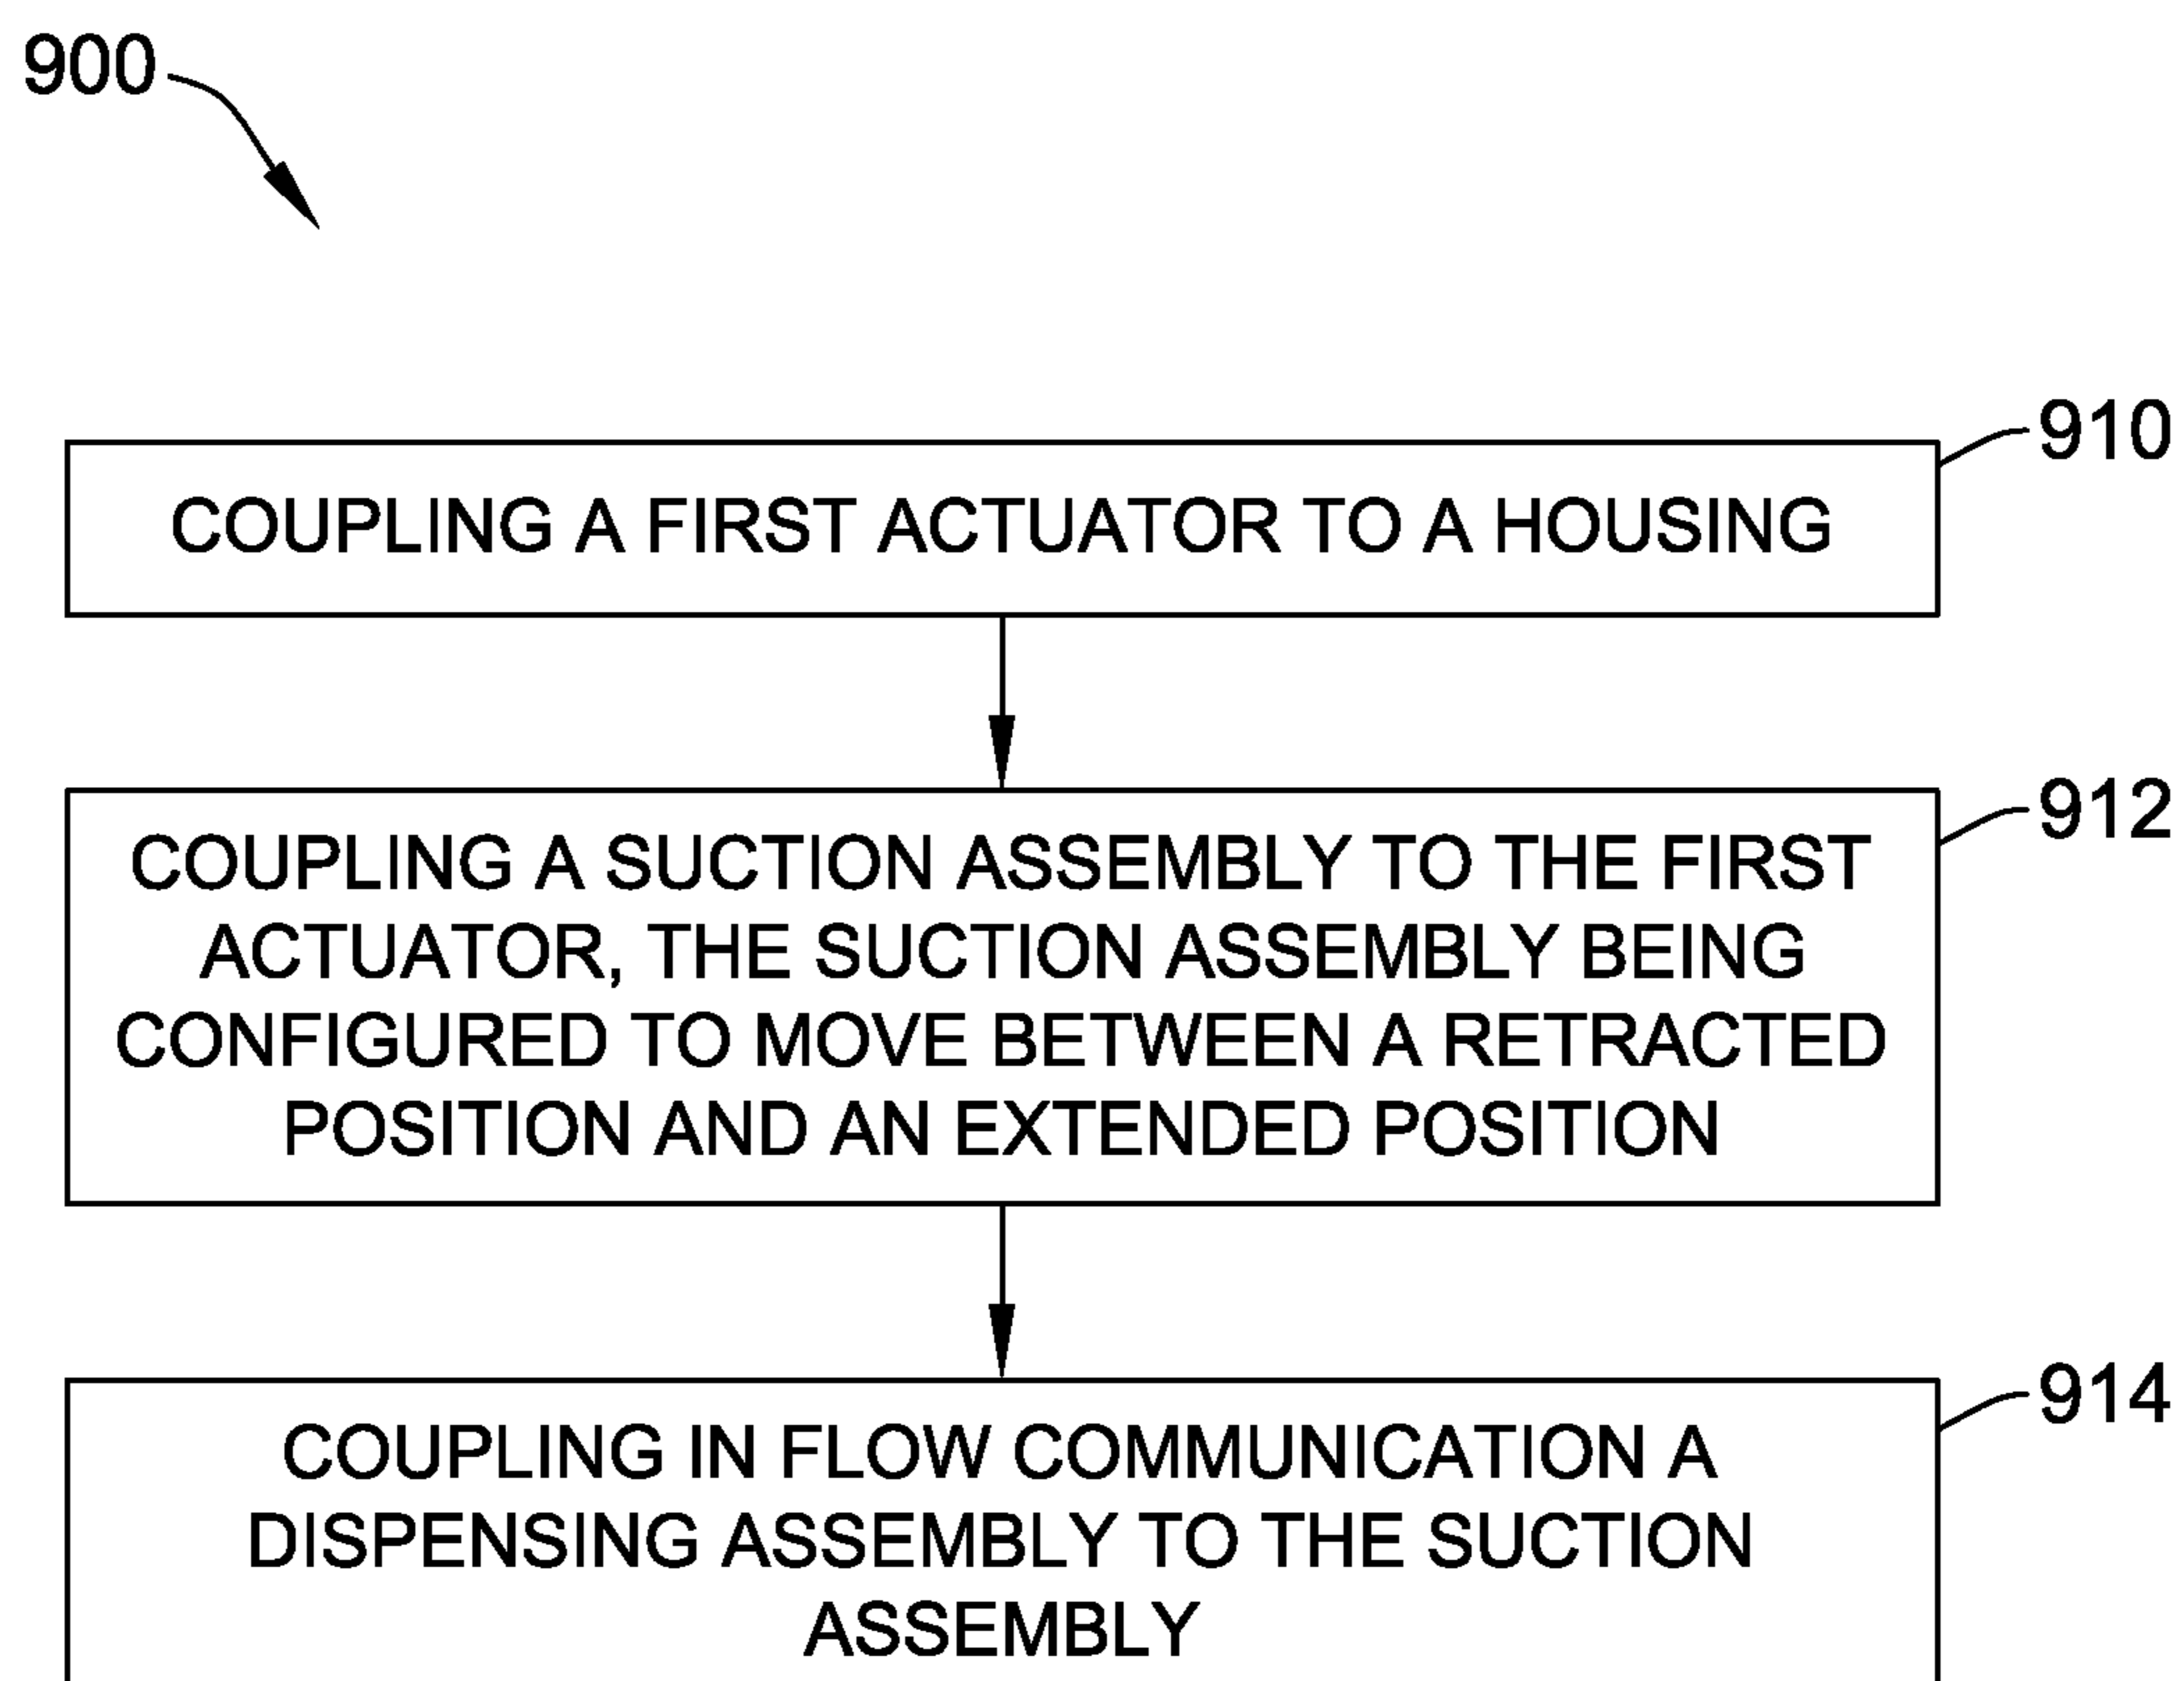 900
910
COUPLING A FIRST ACTUATOR TO A HOUSING
912
COUPLING A SUCTION ASSEMBLY TO THE FIRST
ACTUATOR, THE SUCTION ASSEMBLY BEING
CONFIGURED TO MOVE BETWEEN A RETRACTED
POSITION AND AN EXTENDED POSITION
914
COUPLING IN FLOW COMMUNICATION A
DISPENSING ASSEMBLY TO THE SUCTION
ASSEMBLY